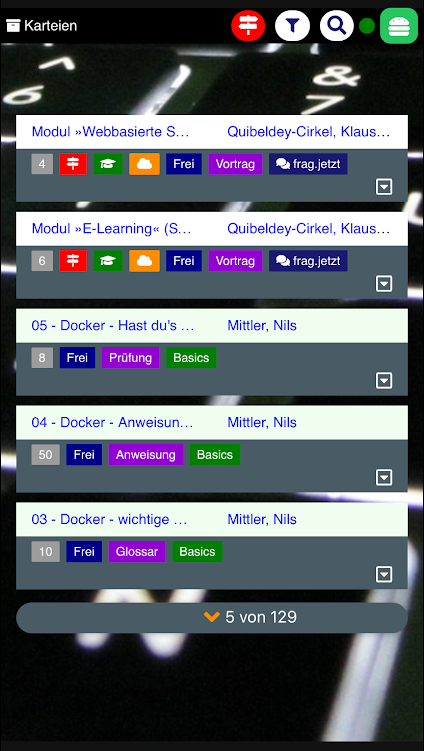 Karteien
^ & 6 7
Modul »Webbasierte S… Quibeldey-Cirkel, Klaus…
4 Frei Vortrag frag.jetzt
Modul »E-Learning« (S… Quibeldey-Cirkel, Klaus…
6 Frei Vortrag frag.jetzt
05 - Docker - Hast du's … Mittler, Nils
8 Frei Prüfung Basics
04 - Docker - Anweisun… Mittler, Nils
50 Frei Anweisung Basics
03 - Docker - wichtige … Mittler, Nils
10 Frei Glossar Basics
5 von 129